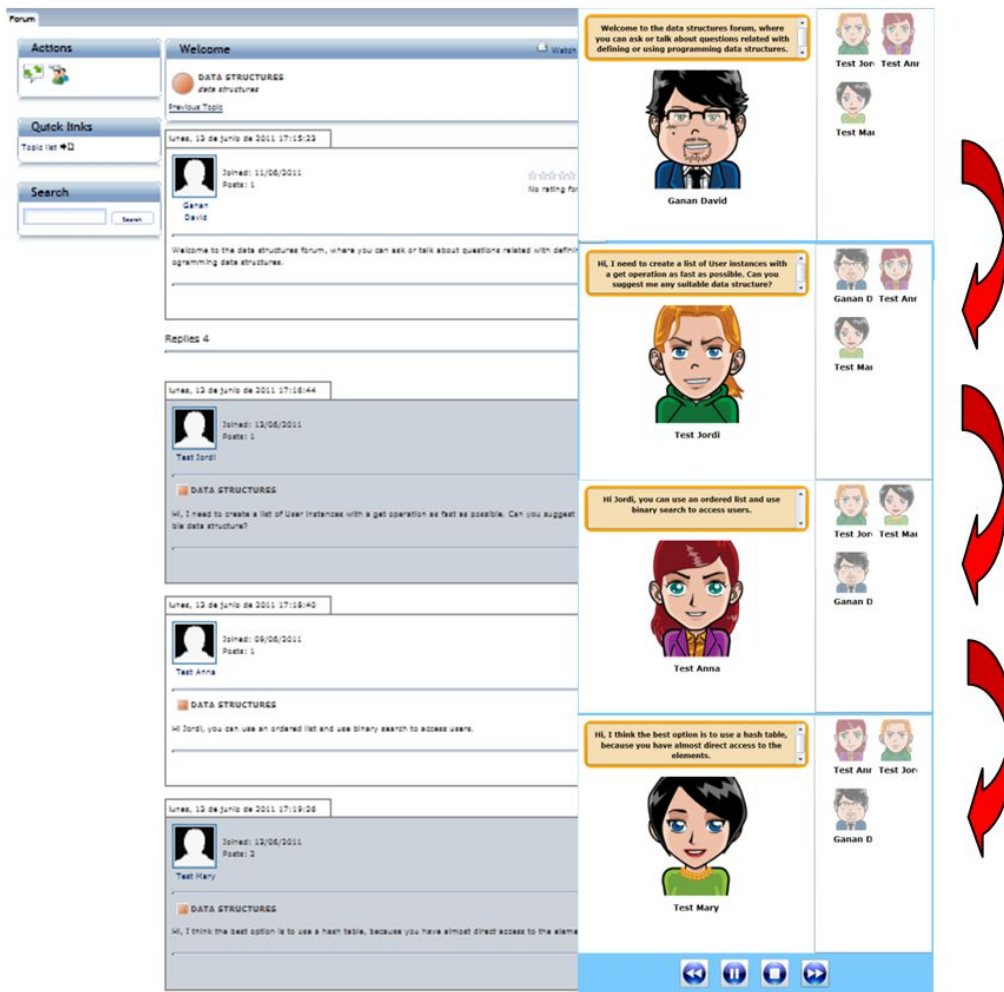 Forum
Actions
Quick links
Topic list
Search
Search
Welcome
Watch
DATA STRUCTURES
data structures
Previous Topic
lunes, 13 de junio de 2011 17:15:23
Joined: 11/06/2011
Posts: 1
No rating for
Ganan
David
Welcome to the data structures forum, where you can ask or talk about questions related with defini
ogramming data structures.
Replies 4
lunes, 13 de junio de 2011 17:16:44
Joined: 13/06/2011
Posts: 1
Test Jordi
DATA STRUCTURES
Hi, I need to create a list of User instances with a get operation as fast as possible. Can you suggest
ble data structure?
lunes, 13 de junio de 2011 17:18:40
Joined: 09/06/2011
Posts: 1
Test Anna
DATA STRUCTURES
Hi Jordi, you can use an ordered list and use binary search to access users.
lunes, 13 de junio de 2011 17:19:26
Joined: 13/06/2011
Posts: 2
Test Mary
DATA STRUCTURES
Hi, I think the best option is to use a hash table, because you have almost direct access to the eleme
Welcome to the data structures forum, where
you can ask or talk about questions related with
defining or using programming data structures.
Ganan David
Test Jor
Test Anr
Test Mar
Hi, I need to create a list of User instances with
a get operation as fast as possible. Can you
suggest me any suitable data structure?
Test Jordi
Ganan D
Test Anr
Test Mar
Hi Jordi, you can use an ordered list and use
binary search to access users.
Test Anna
Test Jor
Test Mar
Ganan D
Hi, I think the best option is to use a hash table,
because you have almost direct access to the
elements.
Test Mary
Test Anr
Test Jor
Ganan D